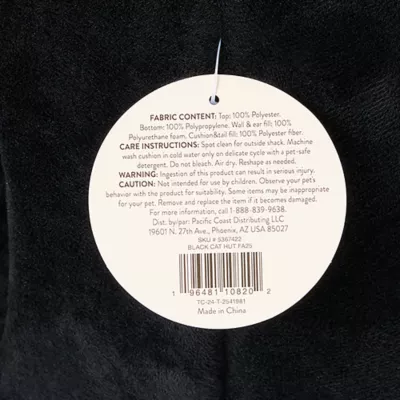 FABRIC CONTENT: Top: 100% Polyester.
Bottom: 100% Polypropylene. Wall & ear fill: 100%
Polyurethane foam. Cushion&tail fill: 100% Polyester fiber.
CARE INSTRUCTIONS: Spot clean for outside shack. Machine
wash cushion in cold water only on delicate cycle with a pet-safe
detergent. Do not bleach. Air dry. Reshape as needed.
WARNING: Ingestion of this product can result in serious injury.
CAUTION: Not intended for use by children. Observe your pet's
behavior with the product for suitability. Some items may be inappropriate
for your pet. Remove and replace the item if it becomes damaged.
For more information call 1-888-839-9638.
Dist. by/par: Pacific Coast Distributing LLC
19601 N. 27th Ave., Phoenix, AZ USA 85027
SKU # 5367422
BLACK CAT HUT FA25
1 96481 10820 2
TC-24-T-2541981
Made in China